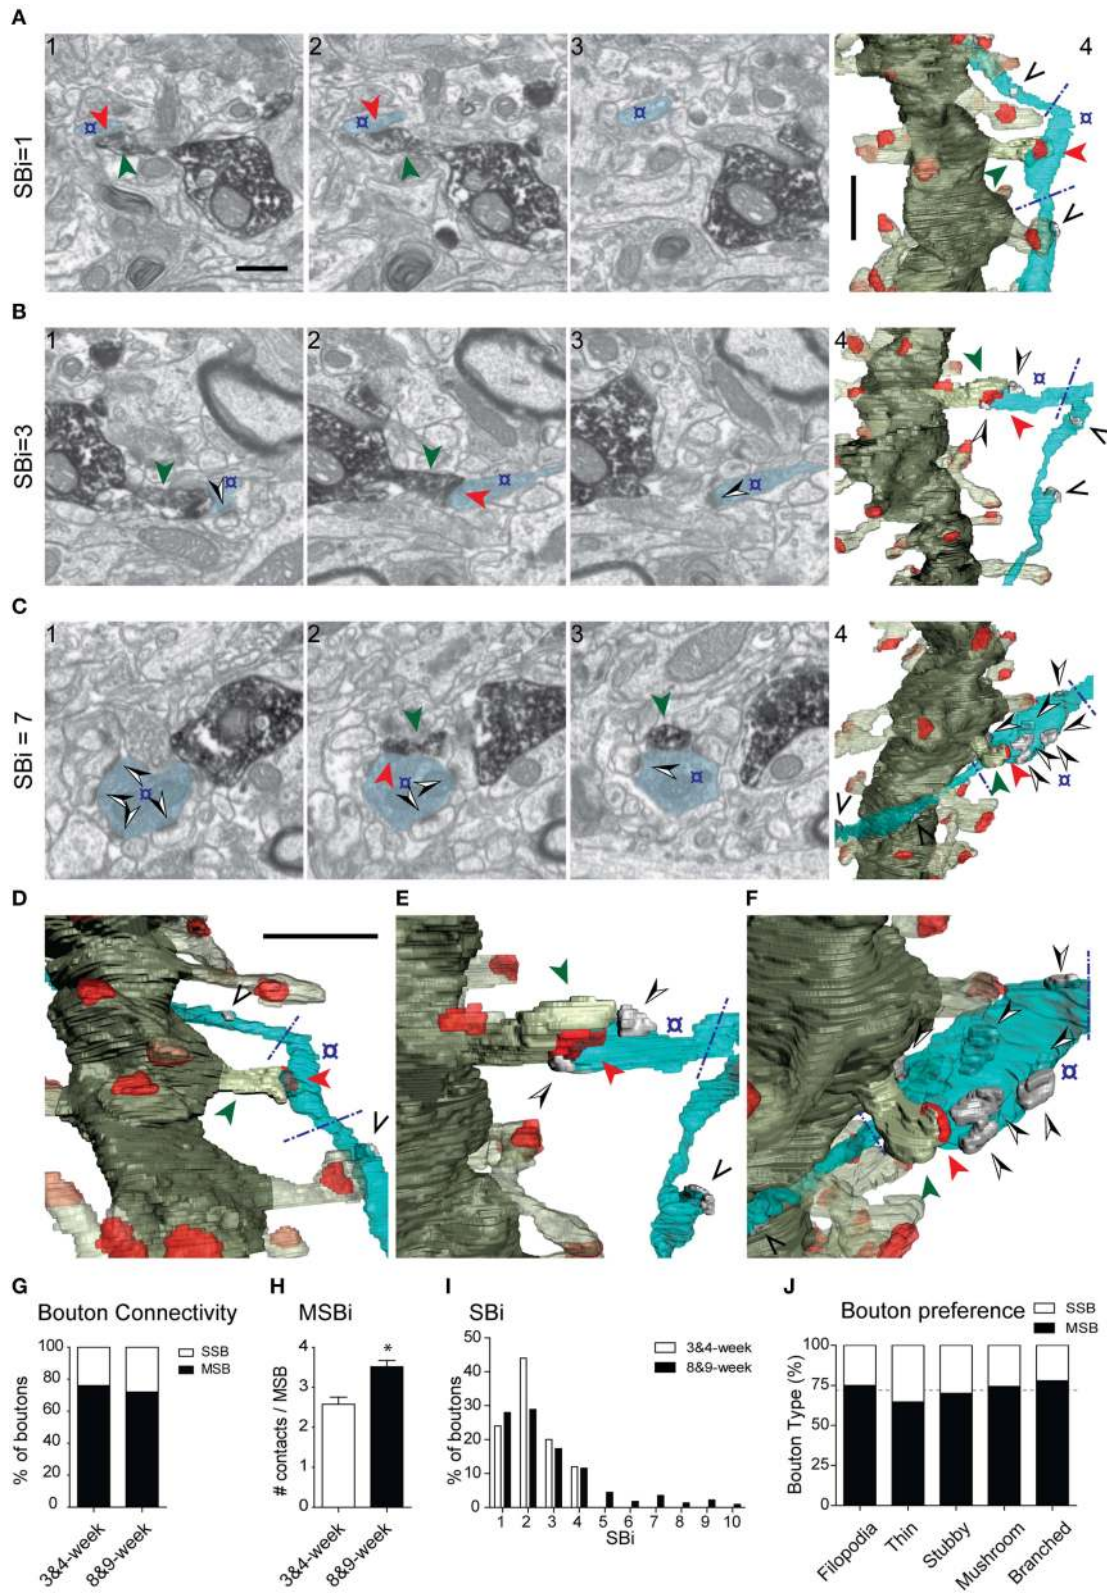 A
SBi=1
1
2
3
4
B
SBi=3
1
2
3
4
C
SBi = 7
1
2
3
4
D
E
F
G
Bouton Connectivity
SSB
MSB
% of boutons
100
80
60
40
20
0
3&4-week
8&9-week
H
MSBi
# contacts / MSB
4
3
2
1
0
*
3&4-week
8&9-week
I
SBi
3&4-week
8&9-week
% of boutons
50
40
30
20
10
0
1 2 3 4 5 6 7 8 9 10
SBi
J
Bouton preference
SSB
MSB
Bouton Type (%)
100
75
50
25
0
Filopodia
Thin
Stubby
Mushroom
Branched